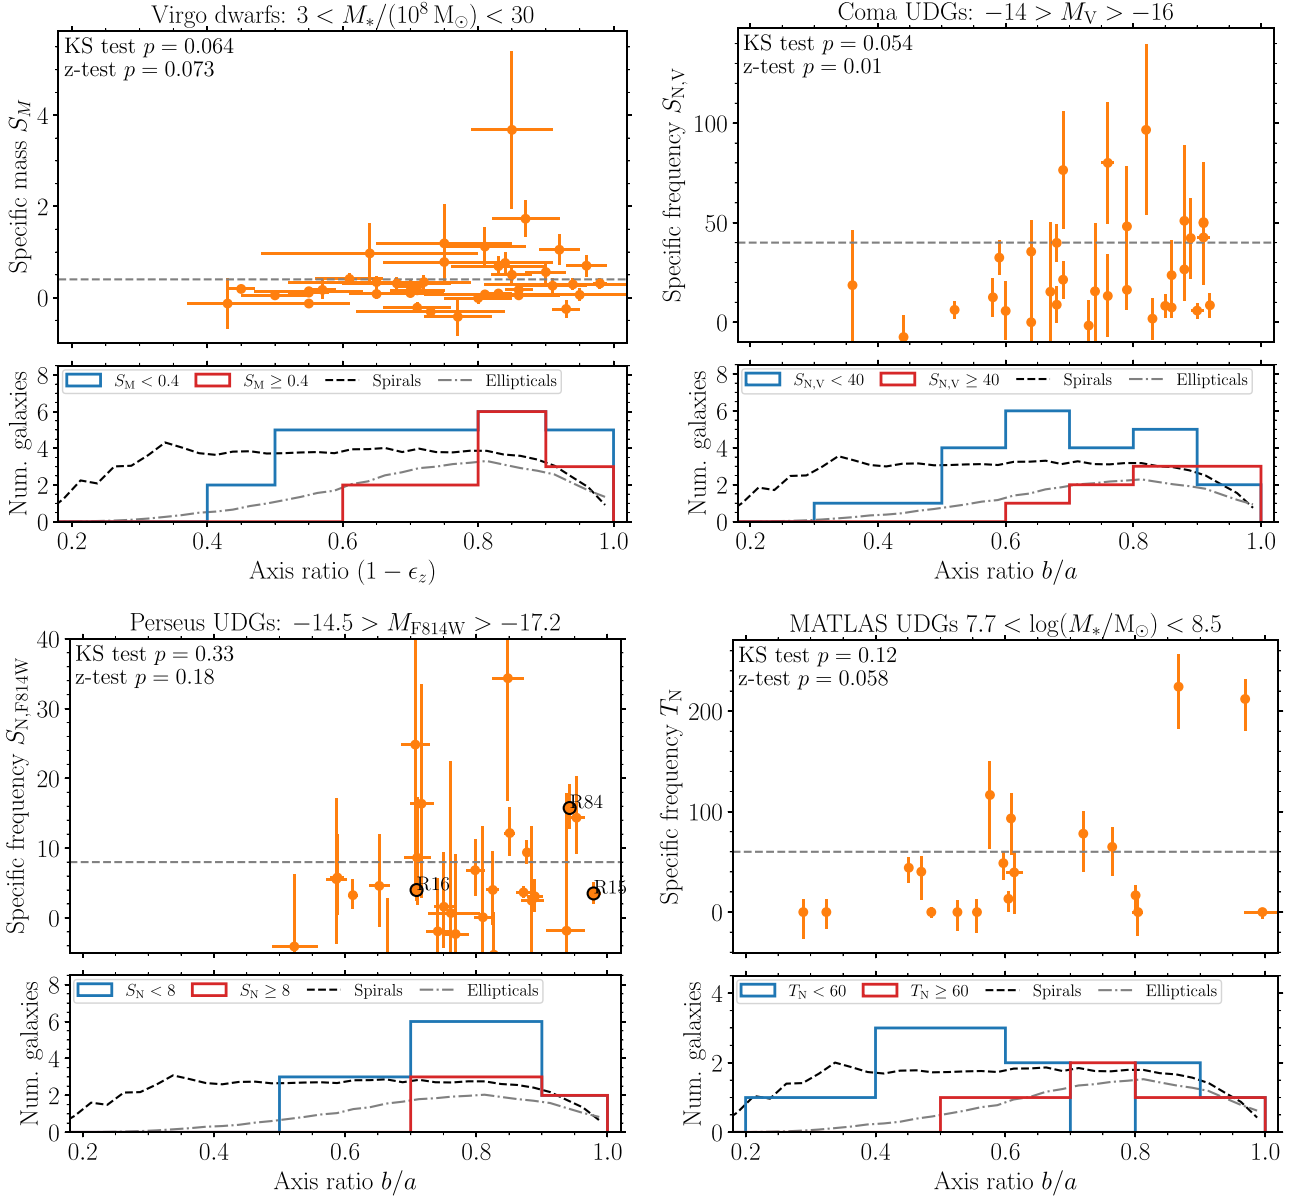 Virgo dwarfs: 3 < M∗/(10⁸ M⊙) < 30
KS test p = 0.064
z-test p = 0.073
Specific mass S_M
4
2
0
S_M < 0.4 S_M ≥ 0.4 Spirals Ellipticals
Num. galaxies
8
6
4
2
0
0.2 0.4 0.6 0.8 1.0
Axis ratio (1 − ϵ_z)
Coma UDGs: −14 > M_V > −16
KS test p = 0.054
z-test p = 0.01
Specific frequency S_N,V
100
50
0
S_N,V < 40 S_N,V ≥ 40 Spirals Ellipticals
Num. galaxies
8
6
4
2
0
0.2 0.4 0.6 0.8 1.0
Axis ratio b/a
Perseus UDGs: −14.5 > M_F814W > −17.2
KS test p = 0.33
z-test p = 0.18
Specific frequency S_N,F814W
40
30
20
10
0
R84
R16
R15
S_N < 8 S_N ≥ 8 Spirals Ellipticals
Num. galaxies
8
6
4
2
0
0.2 0.4 0.6 0.8 1.0
Axis ratio b/a
MATLAS UDGs 7.7 < log(M∗/M⊙) < 8.5
KS test p = 0.12
z-test p = 0.058
Specific frequency T_N
200
100
0
T_N < 60 T_N ≥ 60 Spirals Ellipticals
Num. galaxies
4
2
0
0.2 0.4 0.6 0.8 1.0
Axis ratio b/a